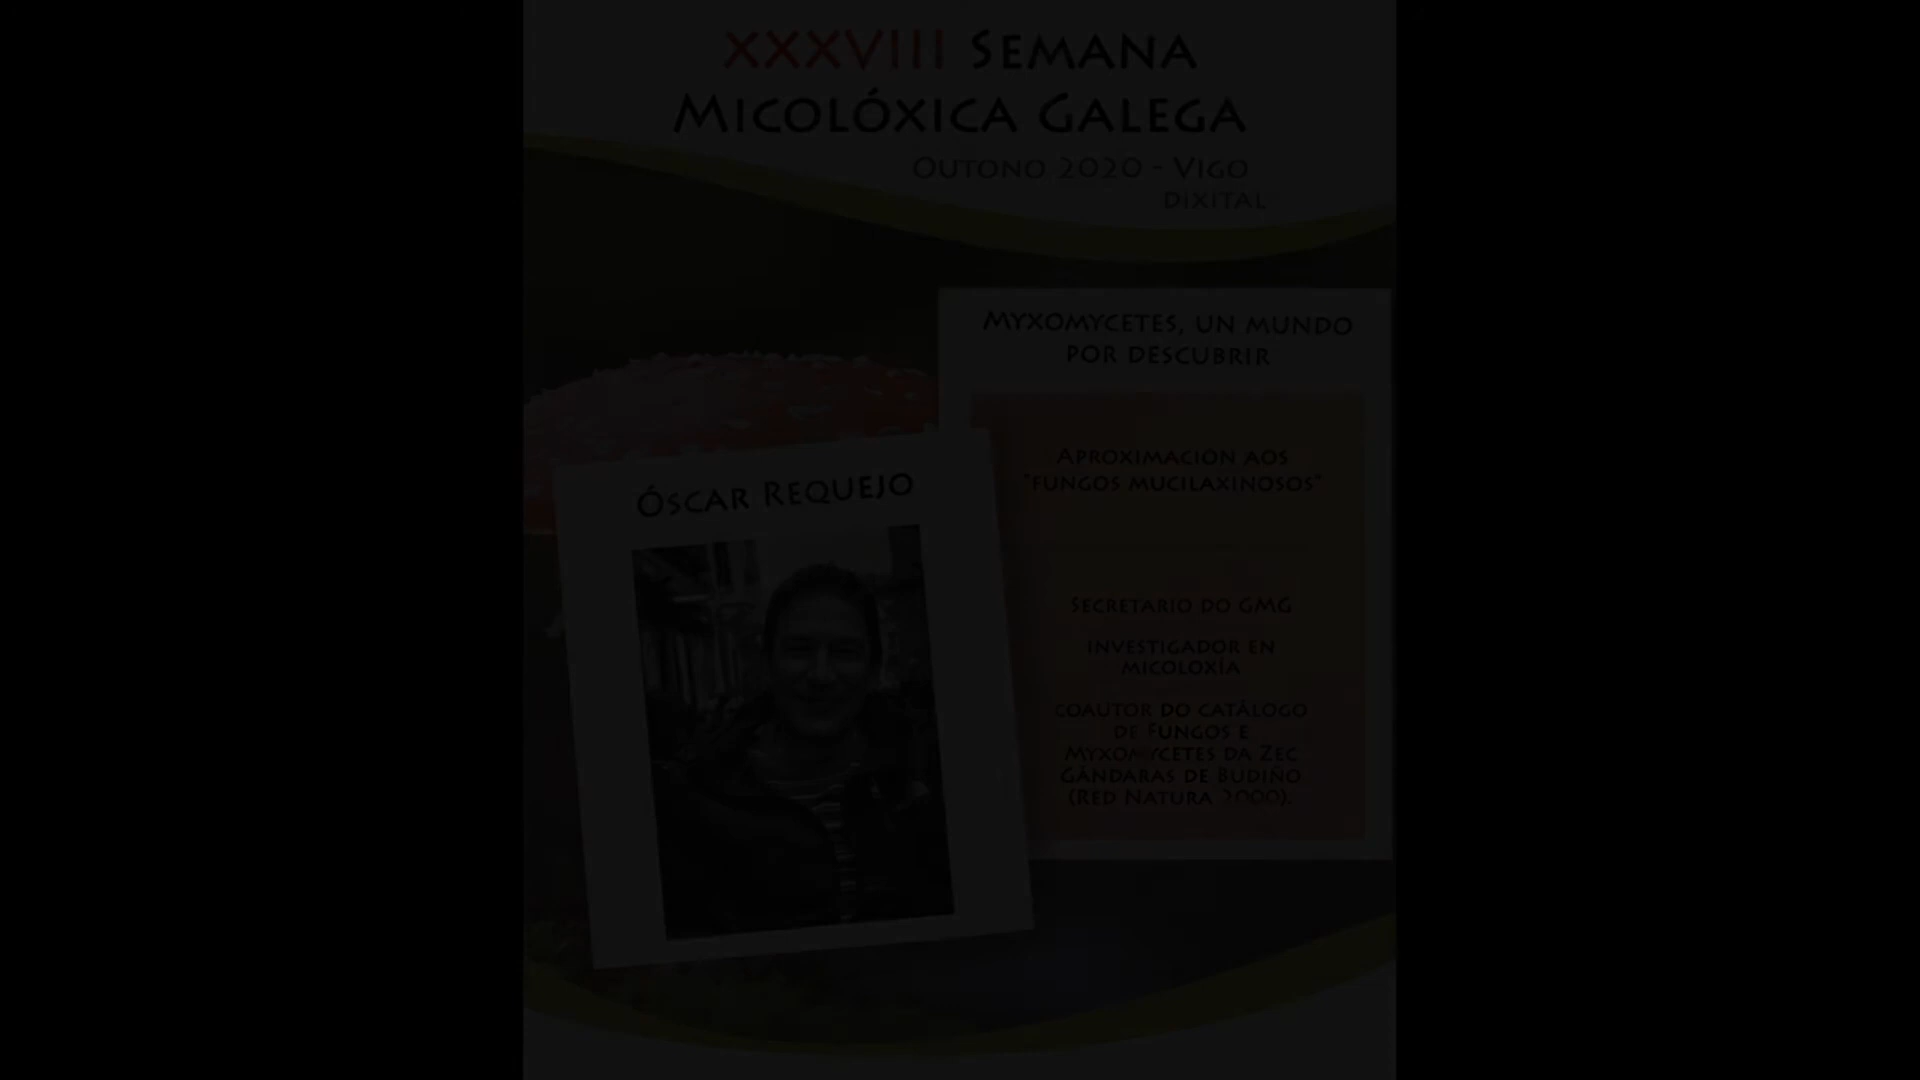 XXXVIII SEMANA
MICOLÓXICA GALEGA
OUTONO 2020 - VIGO
DIXITAL
MYXOMYCETES, UN MUNDO
POR DESCUBRIR
APROXIMACION AOS
"FUNGOS MUCILAXINOSOS"
ÓSCAR REQUEJO
SECRETARIO DO GMG
INVESTIGADOR EN
MICOLOXÍA
COAUTOR DO CATÁLOGO
DE FUNGOS E
MYXOMYCETES DA ZEC
GÁNDARAS DE BUDIÑO
(RED NATURA 2000).